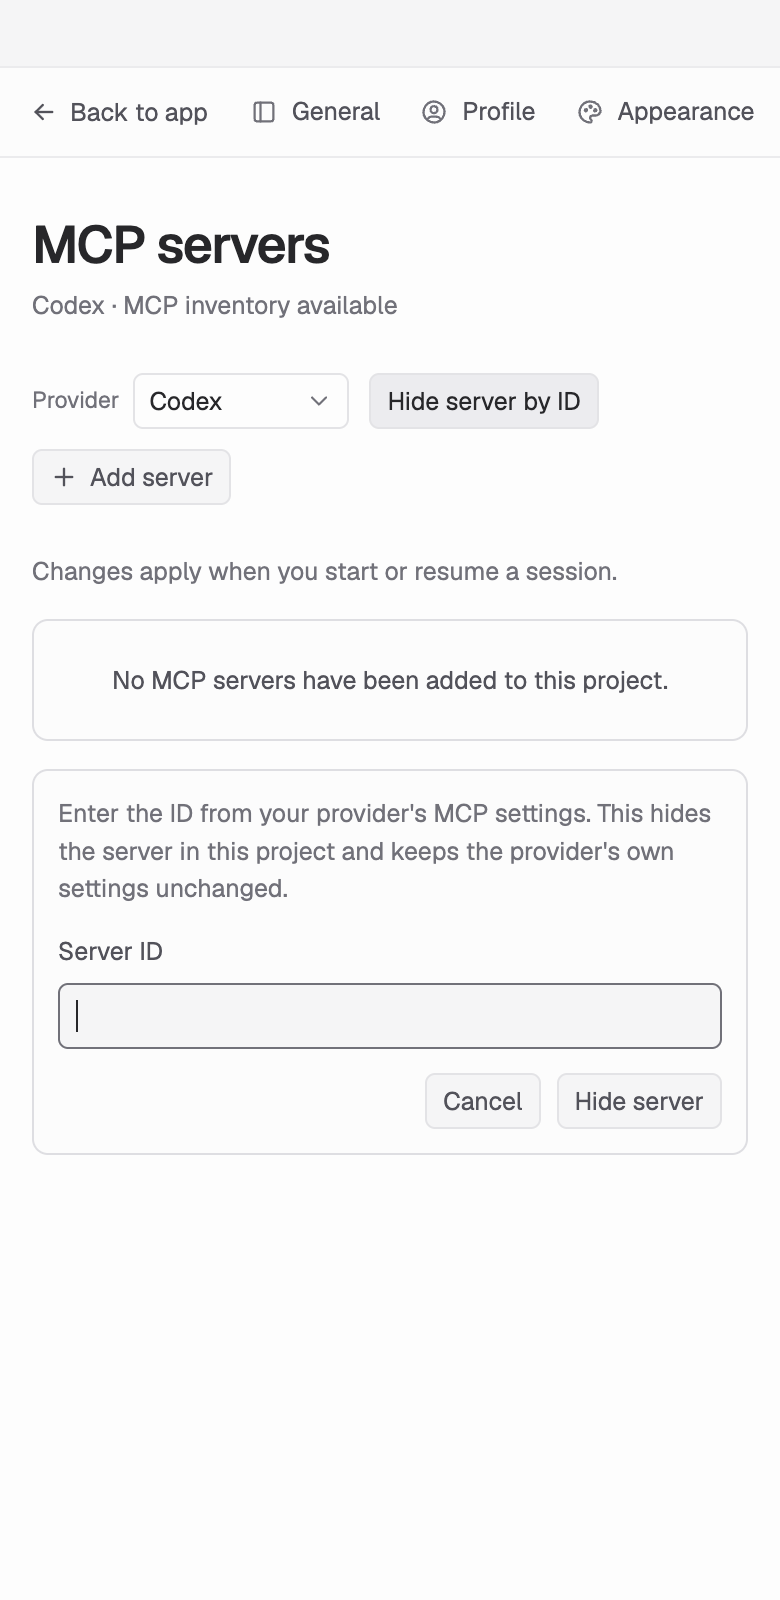 Back to app General Profile Appearance
MCP servers
Codex · MCP inventory available
Provider Codex Hide server by ID
Add server
Changes apply when you start or resume a session.
No MCP servers have been added to this project.
Enter the ID from your provider's MCP settings. This hides
the server in this project and keeps the provider's own
settings unchanged.
Server ID
Cancel Hide server